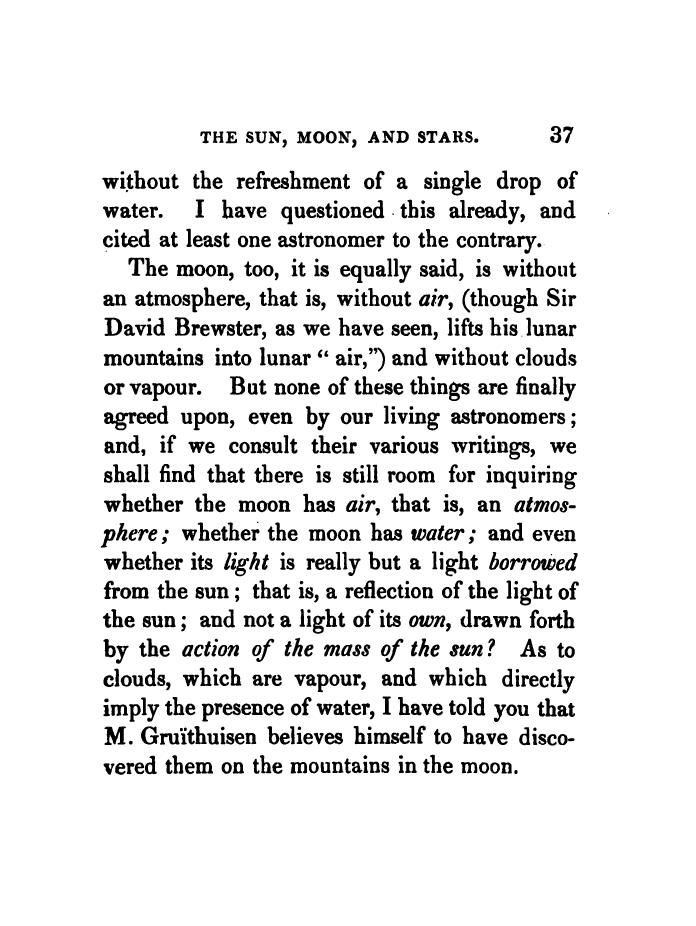 THE SUN, MOON, AND STARS. 37
without the refreshment of a single drop of
water. I have questioned this already, and
cited at least one astronomer to the contrary.
The moon, too, it is equally said, is without
an atmosphere, that is, without air, (though Sir
David Brewster, as we have seen, lifts his lunar
mountains into lunar “ air,”) and without clouds
or vapour. But none of these things are finally
agreed upon, even by our living astronomers;
and, if we consult their various writings, we
shall find that there is still room for inquiring
whether the moon has air, that is, an atmos-
phere; whether the moon has water; and even
whether its light is really but a light borrowed
from the sun; that is, a reflection of the light of
the sun; and not a light of its own, drawn forth
by the action of the mass of the sun? As to
clouds, which are vapour, and which directly
imply the presence of water, I have told you that
M. Gruïthuisen believes himself to have disco-
vered them on the mountains in the moon.